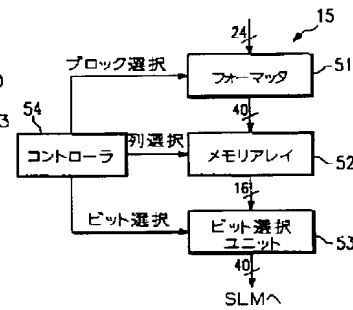 15
24
ブロック選択
フォーマッタ
51
54
40
コントローラ
列選択
メモリアレイ
52
16
ビット選択
ビット選択
ユニット
53
40
SLMへ